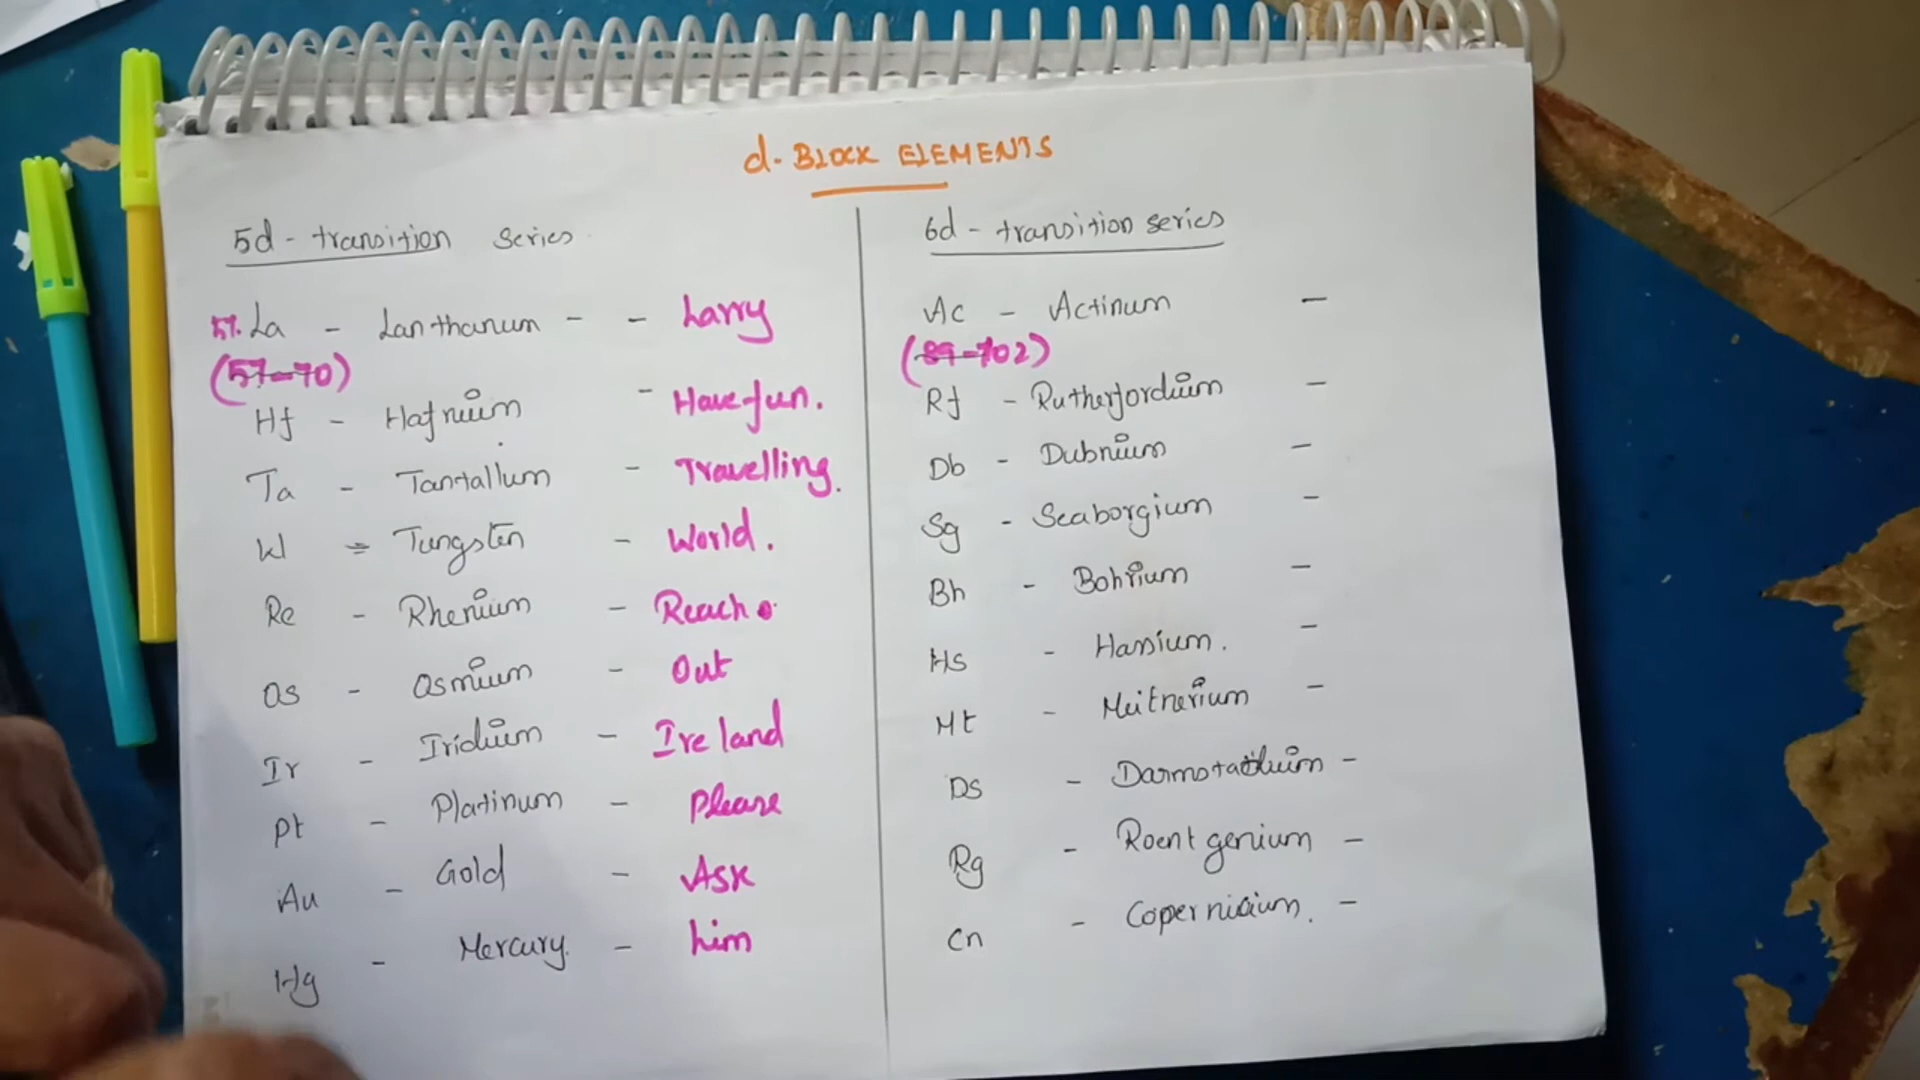 d-BLOCK ELEMENTS
5d - transition series
57. La - Lanthanum - - Larry
(57-70)
Hf - Hafnium - Have fun.
Ta - Tantallum - Travelling.
W = Tungsten - World.
Re - Rhenium - Reach
Os - Osmium - Out
Ir - Iridium - Ireland
Pt - Platinum - Please
Au - Gold - Ask
Hg - Mercury. - him
6d - transition series
Ac - Actinum -
(89-102)
Rf - Rutherfordium -
Db - Dubnium -
Sg - Seaborgium -
Bh - Bohrium -
Hs - Hassium. -
Mt - Meitnerium -
Ds - -
Rg - Roentgenium -
Cn - Copernicium. -